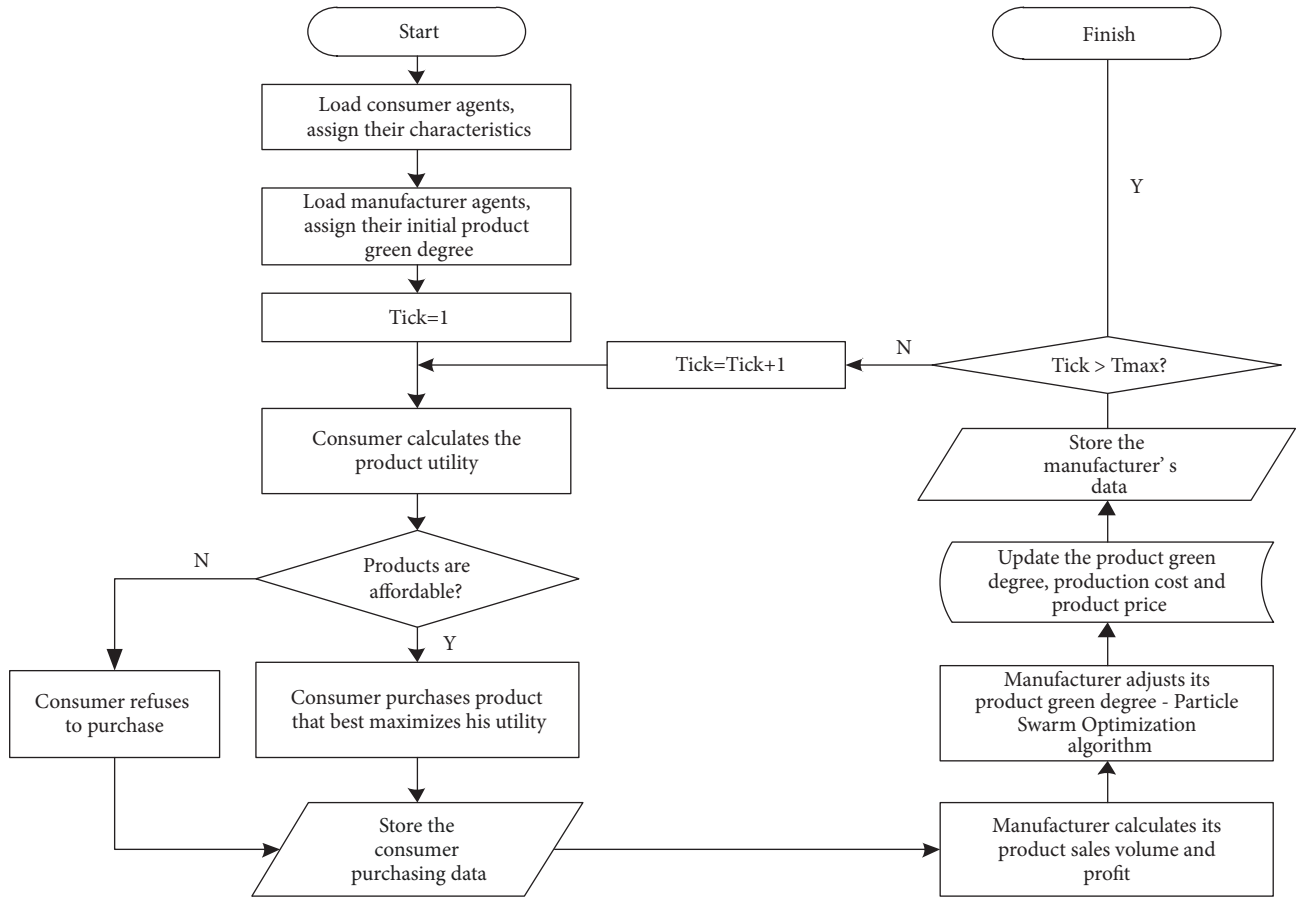 Start
Load consumer agents,
assign their characteristics
Load manufacturer agents,
assign their initial product
green degree
Tick=1
Consumer calculates the
product utility
Products are
affordable?
N
Y
Consumer refuses
to purchase
Consumer purchases product
that best maximizes his utility
Store the
consumer
purchasing data
Manufacturer calculates its
product sales volume and
profit
Manufacturer adjusts its
product green degree - Particle
Swarm Optimization
algorithm
Update the product green
degree, production cost and
product price
Store the
manufacturer’ s
data
Tick > Tmax?
N
Tick=Tick+1
Y
Finish